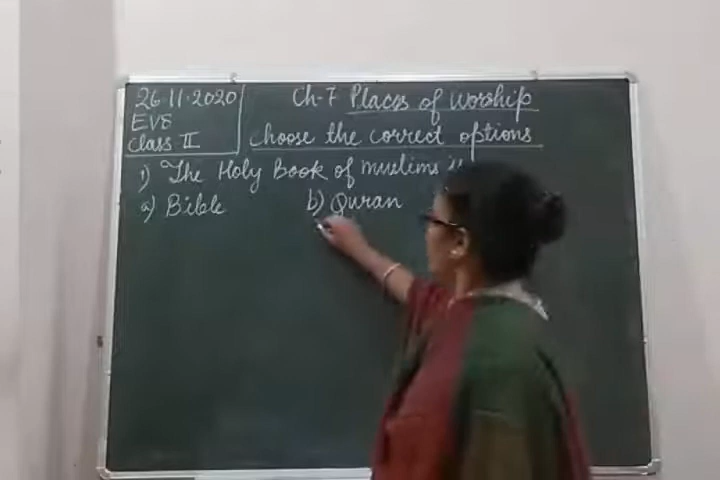 26.11.2020
EVS
Class II
Ch-7 Places of Worship
Choose the correct options
1) The Holy Book of muslims
a) Bible b) Quran